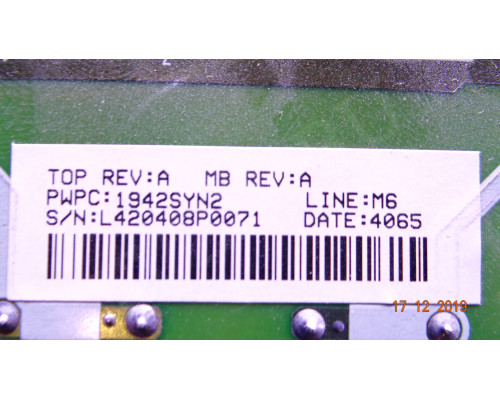 TOP REV:A MB REV:A
PWPC:1942SYN2 LINE:M6
S/N:L420408P0071 DATE:4065
17 12 2019